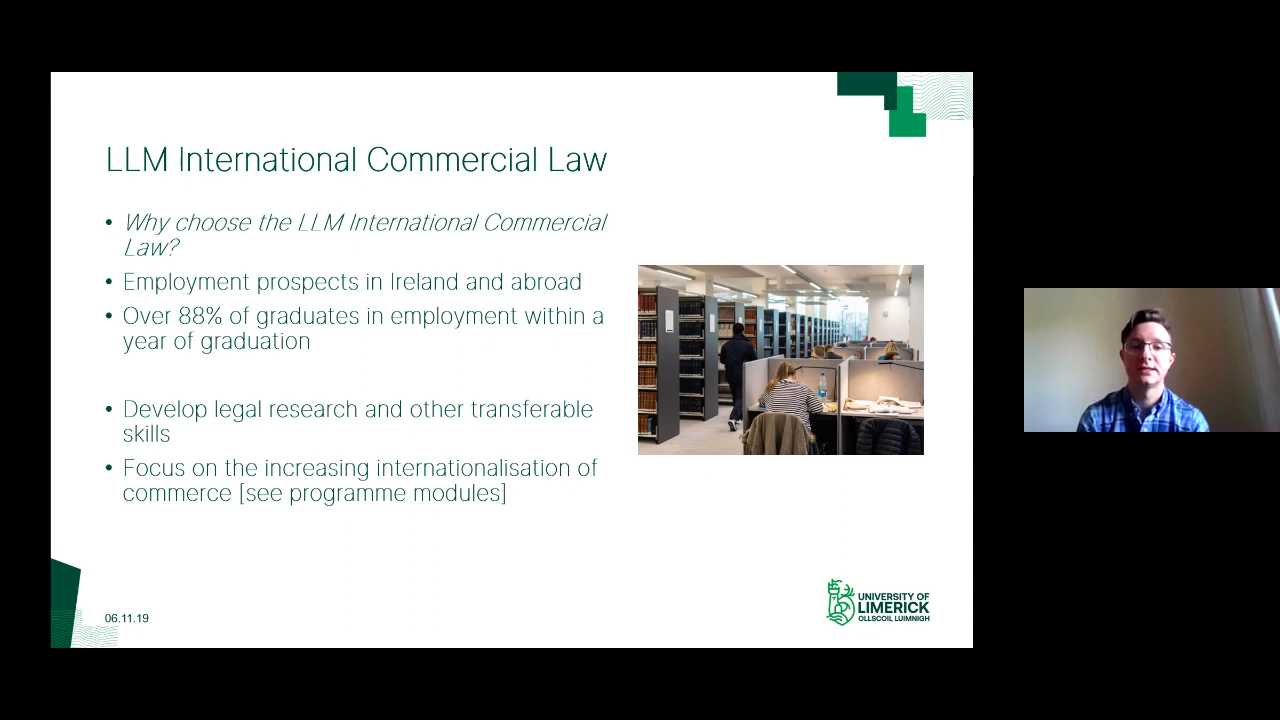 LLM International Commercial Law
• Why choose the LLM International Commercial
Law?
• Employment prospects in Ireland and abroad
• Over 88% of graduates in employment within a
year of graduation
• Develop legal research and other transferable
skills
• Focus on the increasing internationalisation of
commerce [see programme modules]
06.11.19
UNIVERSITY OF
LIMERICK
OLLSCOIL LUIMNIGH